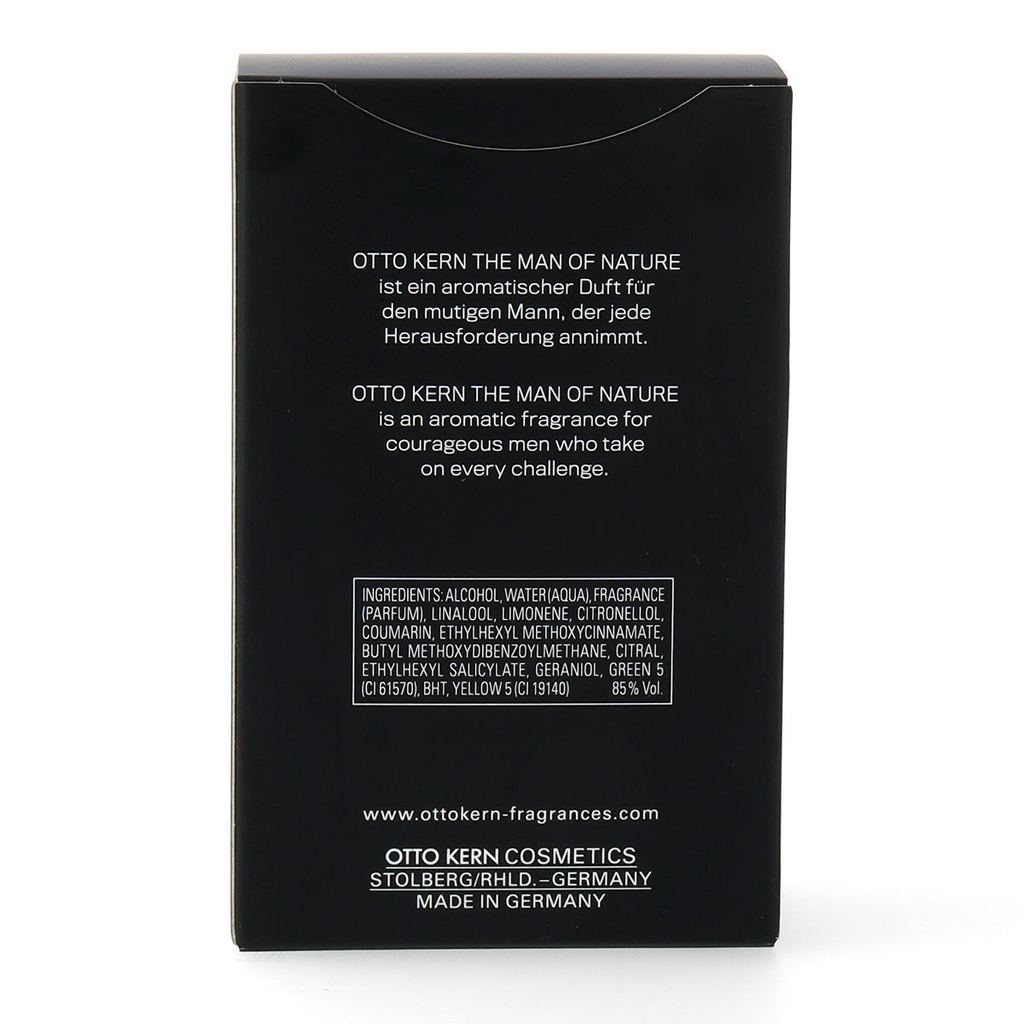 OTTO KERN THE MAN OF NATURE
ist ein aromatischer Duft für
den mutigen Mann, der jede
Herausforderung annimmt.
OTTO KERN THE MAN OF NATURE
is an aromatic fragrance for
courageous men who take
on every challenge.
INGREDIENTS: ALCOHOL, WATER (AQUA), FRAGRANCE
(PARFUM), LINALOOL, LIMONENE, CITRONELLOL,
COUMARIN, ETHYLHEXYL METHOXYCINNAMATE,
BUTYL METHOXYDIBENZOYLMETHANE, CITRAL,
ETHYLHEXYL SALICYLATE, GERANIOL, GREEN 5
(CI 61570), BHT, YELLOW 5 (CI 19140) 85% Vol.
www.ottokern-fragrances.com
OTTO KERN COSMETICS
STOLBERG/RHLD. – GERMANY
MADE IN GERMANY